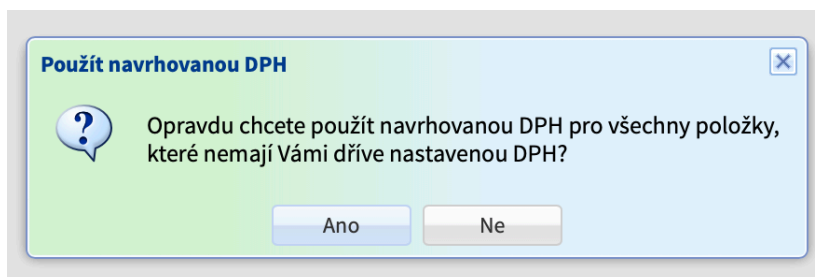 Použít navrhovanou DPH
Opravdu chcete použít navrhovanou DPH pro všechny položky,
které nemají Vámi dříve nastavenou DPH?
Ano
Ne